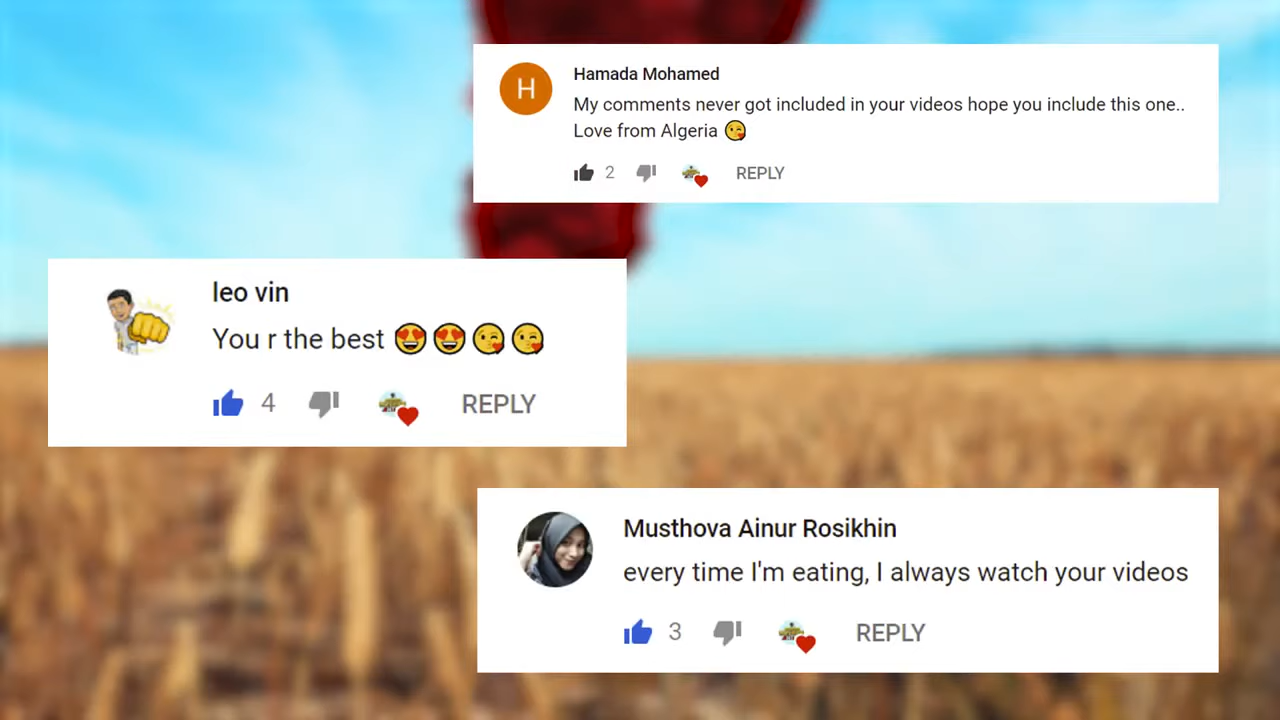 H
Hamada Mohamed
My comments never got included in your videos hope you include this one..
Love from Algeria 😘
2 REPLY
leo vin
You r the best 😍😍😘😘
4 REPLY
Musthova Ainur Rosikhin
every time I'm eating, I always watch your videos
3 REPLY